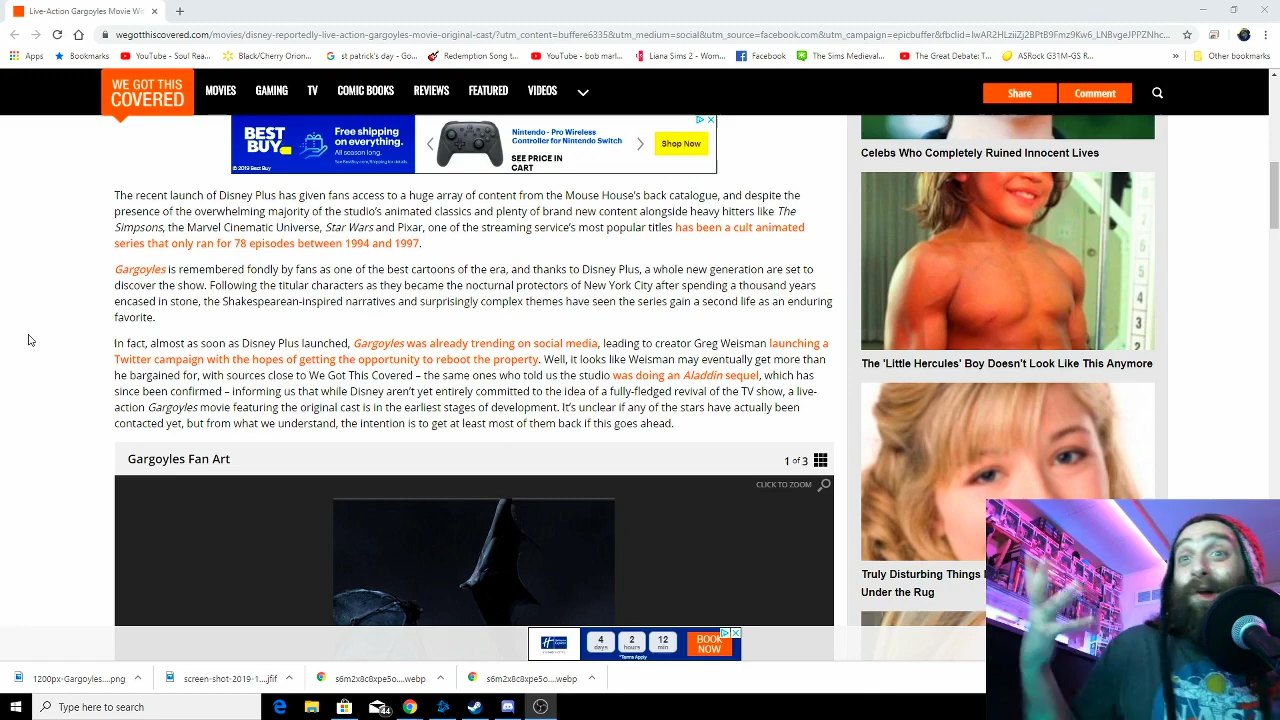 Live-Action Gargoyles Movie Wi
wegotthiscovered.com/movies/disney-reportedly-live-action-gargoyles-movie-original-cast/?utm_content=buffere6335&utm_medium=social&utm_source=facebook.com&utm_campaign=epicbuffer&fbclid=IwAR2HLziiZj2BPtB9Fmz9Kw6_LNBvgeJPPZNhc...
Apps
Bookmarks
YouTube - Soul Rea...
Black/Cherry Orion...
st patrick's day - Go...
Redemption Song...
YouTube - bob mar...
Liana Sims 2 - Wom...
Facebook
The Sims Medieval...
The Great Debate: T...
ASRock G31M-GS R...
»
Other bookmarks
WE GOT THIS
COVERED
MOVIES
GAMING
TV
COMIC BOOKS
REVIEWS
FEATURED
VIDEOS
Share
Comment
BEST
BUY
© 2019 Best Buy
Free shipping
on everything.
All season long.
See BestBuy.com/Shipping for details.
Nintendo - Pro Wireless
Controller for Nintendo Switch
SEE PRICE IN
CART
Shop Now
The recent launch of Disney Plus has given fans access to a huge array of content from the Mouse House's back catalogue, and despite the
presence of the overwhelming majority of the studio's animated classics and plenty of brand new content alongside heavy hitters like The
Simpsons, the Marvel Cinematic Universe, Star Wars and Pixar, one of the streaming service's most popular titles has been a cult animated
series that only ran for 78 episodes between 1994 and 1997.
Gargoyles is remembered fondly by fans as one of the best cartoons of the era, and thanks to Disney Plus, a whole new generation are set to
discover the show. Following the titular characters as they became the nocturnal protectors of New York City after spending a thousand years
encased in stone, the Shakespearean-inspired narratives and surprisingly complex themes have seen the series gain a second life as an enduring
favorite.
In fact, almost as soon as Disney Plus launched, Gargoyles was already trending on social media, leading to creator Greg Weisman launching a
Twitter campaign with the hopes of getting the opportunity to reboot the property. Well, it looks like Weisman may eventually get more than
he bargained for, with sources close to We Got This Covered – the same ones who told us the studio was doing an Aladdin sequel, which has
since been confirmed – informing us that while Disney aren't yet entirely committed to the idea of a fully-fledged revival of the TV show, a live-
action Gargoyles movie featuring the original cast is in the earliest stages of development. It's unclear if any of the stars have actually been
contacted yet, but from what we understand, the intention is to get at least most of them back if this goes ahead.
Gargoyles Fan Art
1 of 3
CLICK TO ZOOM
Celebs Who Completely Ruined Innocent Lives
The 'Little Hercules' Boy Doesn't Look Like This Anymore
Truly Disturbing Things
Under the Rug
4
days
2
hours
12
min
*Terms Apply
BOOK
NOW
1200px-Gargoyles....png
screen-shot-2019-1....jfif
s6m2x8c8xpe5o....webp
s6m2x8c8xpe5o....webp
Type here to search